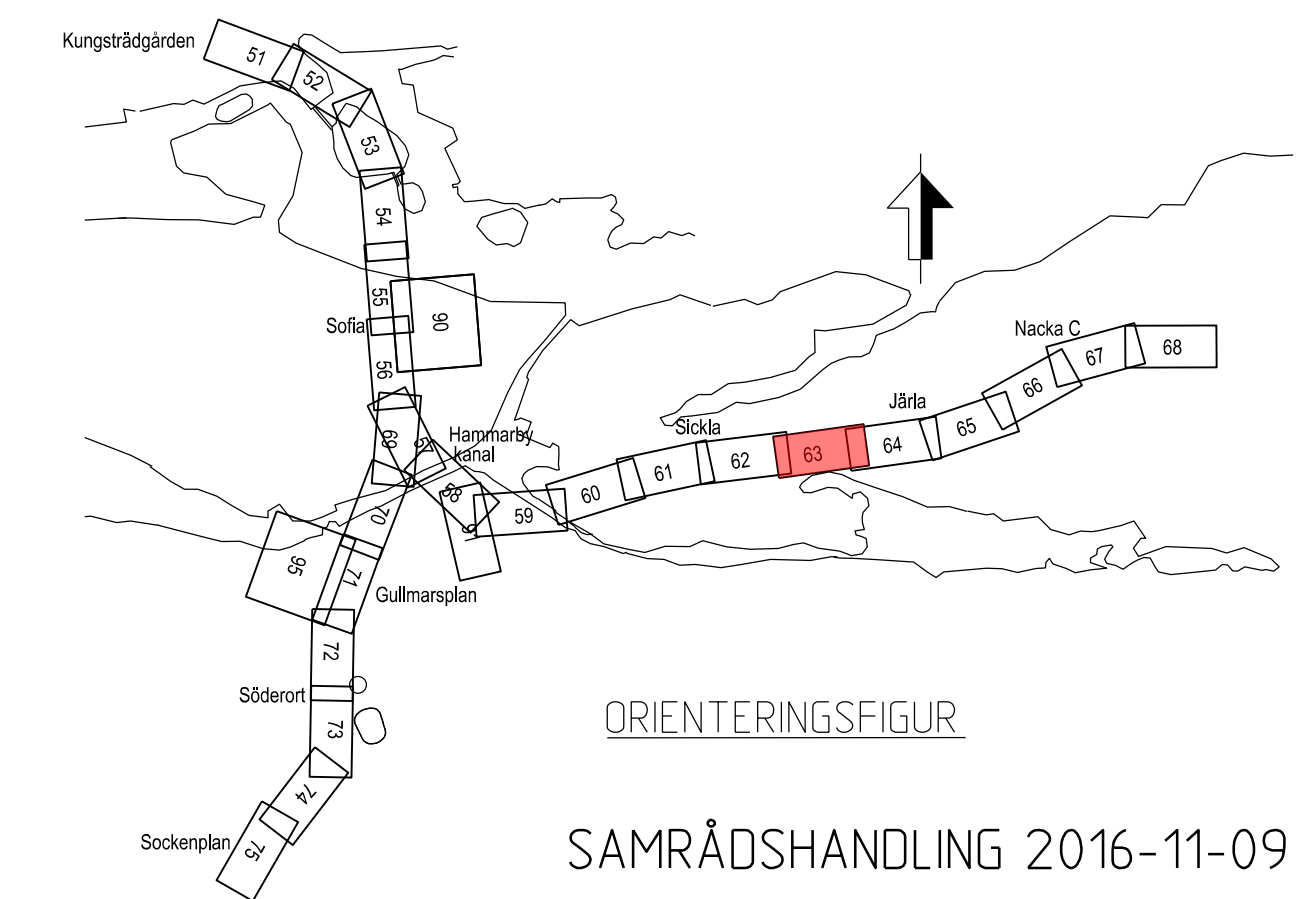 Kungsträdgården
51
52
53
54
55
Sofia
90
56
Nacka C
67
68
66
Järla
65
Sickla
64
63
62
61
60
69
57
Hammarby
kanal
58
59
70
95
71
Gullmarsplan
72
Söderort
73
ORIENTERINGSFIGUR
74
Sockenplan
75
SAMRÅDSHANDLING 2016-11-09